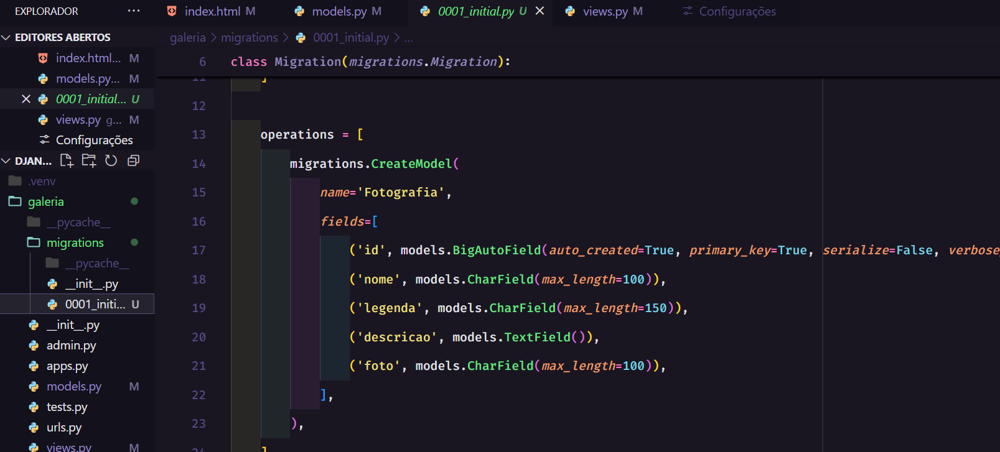 EXPLORADOR ...
index.html M
models.py M
0001_initial.py U
views.py M
Configurações
EDITORES ABERTOS
index.html... M
models.py... M
0001_initial... U
views.py g... M
Configurações
DJAN...
.venv
galeria
__pycache__
migrations
__pycache__
__init__.py
0001_initi... U
__init__.py
admin.py
apps.py
models.py M
tests.py
urls.py
views.py M
galeria > migrations > 0001_initial.py > ...
6 class Migration(migrations.Migration):
11 ]
12
13 operations = [
14 migrations.CreateModel(
15 name='Fotografia',
16 fields=[
17 ('id', models.BigAutoField(auto_created=True, primary_key=True, serialize=False, verbose_
18 ('nome', models.CharField(max_length=100)),
19 ('legenda', models.CharField(max_length=150)),
20 ('descricao', models.TextField()),
21 ('foto', models.CharField(max_length=100)),
22 ],
23 ),
24 ]